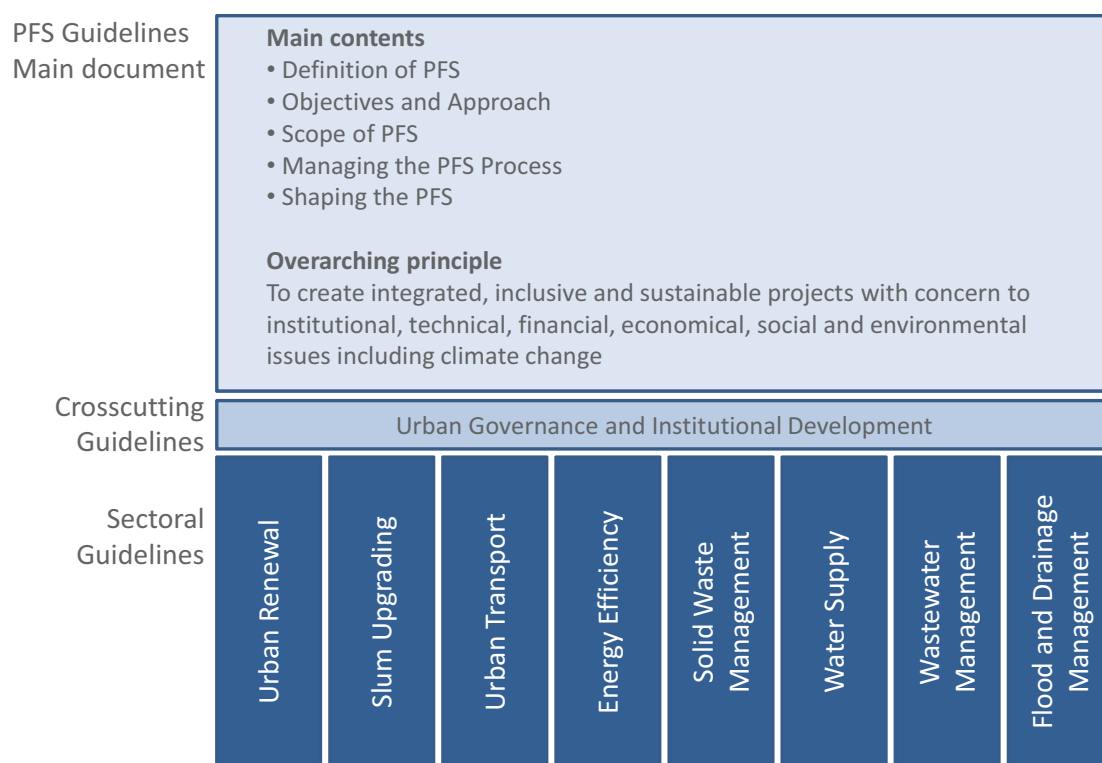 PFS Guidelines
Main document
Main contents
• Definition of PFS
• Objectives and Approach
• Scope of PFS
• Managing the PFS Process
• Shaping the PFS
Overarching principle
To create integrated, inclusive and sustainable projects with concern to
institutional, technical, financial, economical, social and environmental
issues including climate change
Crosscutting
Guidelines
Urban Governance and Institutional Development
Sectoral
Guidelines
Urban Renewal
Slum Upgrading
Urban Transport
Energy Efficiency
Solid Waste
Management
Water Supply
Wastewater
Management
Flood and Drainage
Management